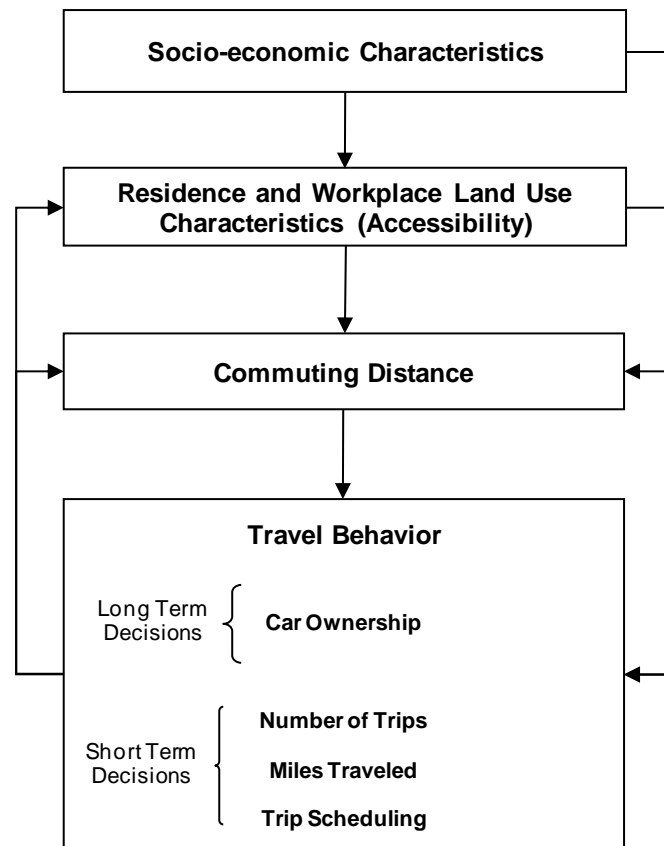 Socio-economic Characteristics
Residence and Workplace Land Use
Characteristics (Accessibility)
Commuting Distance
Travel Behavior
Long Term
Decisions
Car Ownership
Number of Trips
Short Term
Decisions
Miles Traveled
Trip Scheduling